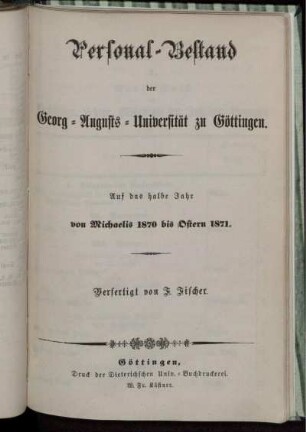 Personal-Bestand
der
Georg-Augusts-Universität zu Göttingen.
Auf das halbe Jahr
von Michaelis 1870 bis Ostern 1871.
Verfertigt von F. Fischer.
Göttingen,
Druck der Dieterichschen Univ.-Buchdruckerei.
W. Fr. Kästner.